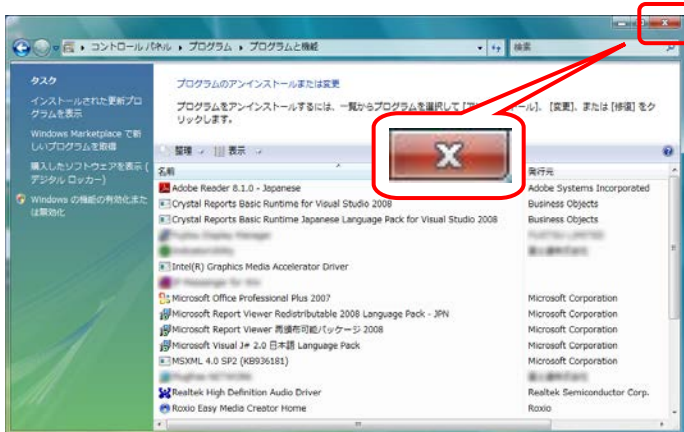 コントロール パネル ▸ プログラム ▸ プログラムと機能
検索
タスク
インストールされた更新プロ
グラムを表示
Windows Marketplace で新
しいプログラムを取得
購入したソフトウェアを表示 (
デジタル ロッカー)
Windows の機能の有効化また
は無効化
プログラムのアンインストールまたは変更
プログラムをアンインストールするには、一覧からプログラムを選択して [ア
ール]、[変更]、または [修復] をク
リックします。
整理
表示
名前 発行元
Adobe Reader 8.1.0 - Japanese Adobe Systems Incorporated
Crystal Reports Basic Runtime for Visual Studio 2008 Business Objects
Crystal Reports Basic Runtime Japanese Language Pack for Visual Studio 2008 Business Objects
Intel(R) Graphics Media Accelerator Driver
Microsoft Office Professional Plus 2007 Microsoft Corporation
Microsoft Report Viewer Redistributable 2008 Language Pack - JPN Microsoft Corporation
Microsoft Report Viewer 再頒布可能パッケージ 2008 Microsoft Corporation
Microsoft Visual J# 2.0 日本語 Language Pack Microsoft Corporation
MSXML 4.0 SP2 (KB936181) Microsoft Corporation
Realtek High Definition Audio Driver Realtek Semiconductor Corp.
Roxio Easy Media Creator Home Roxio